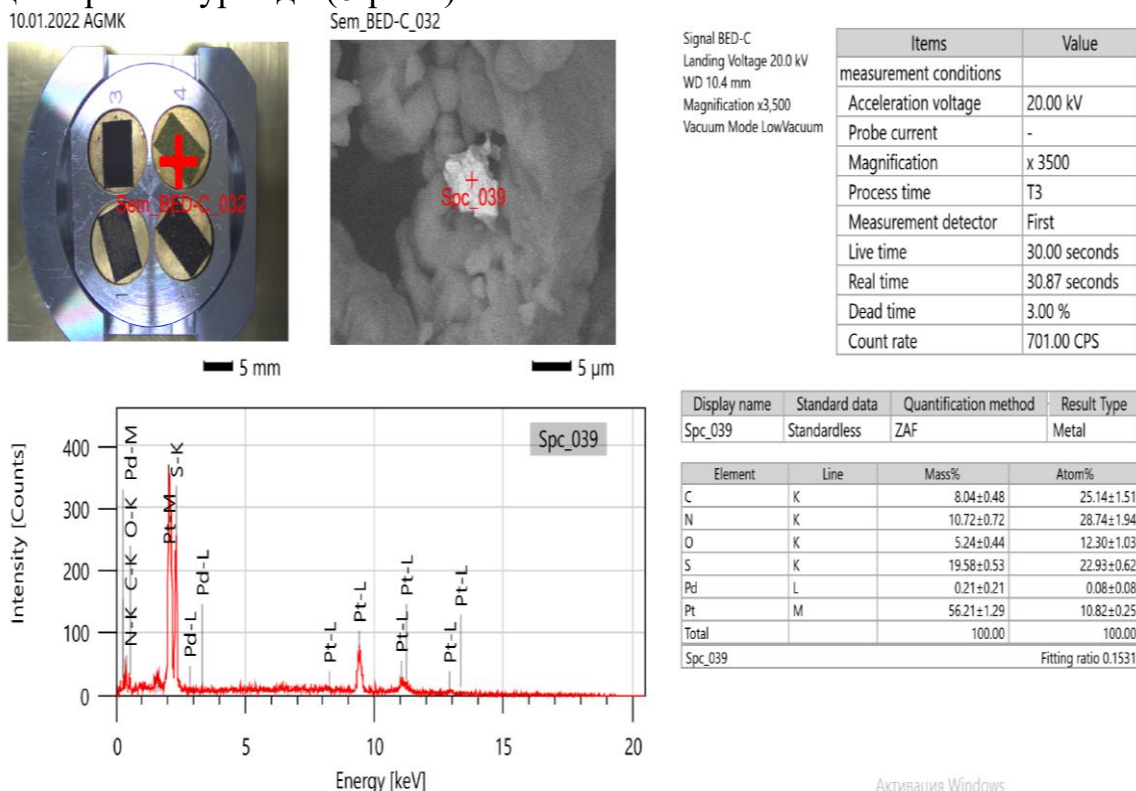 10.01.2022 AGMK
Sem_BED-C_032
3
4
Sem_BED-C_032
1
5 mm
Spc_039
5 µm
Signal BED-C
Landing Voltage 20.0 kV
WD 10.4 mm
Magnification x3,500
Vacuum Mode LowVacuum
Items Value
measurement conditions
Acceleration voltage 20.00 kV
Probe current -
Magnification x 3500
Process time T3
Measurement detector First
Live time 30.00 seconds
Real time 30.87 seconds
Dead time 3.00 %
Count rate 701.00 CPS
Intensity [Counts]
400
300
200
100
0
N-K C-K O-K Pd-M
Pt-M S-K
Pd-L
Pd-L
Pt-L
Pt-L
Pt-L
Pt-L
Pt-L
Pt-L
Spc_039
0 5 10 15 20
Energy [keV]
Display name Standard data Quantification method Result Type
Spc_039 Standardless ZAF Metal
Element Line Mass% Atom%
C K 8.04±0.48 25.14±1.51
N K 10.72±0.72 28.74±1.94
O K 5.24±0.44 12.30±1.03
S K 19.58±0.53 22.93±0.62
Pd L 0.21±0.21 0.08±0.08
Pt M 56.21±1.29 10.82±0.25
Total 100.00 100.00
Spc_039 Fitting ratio 0.1531
Активация Windows